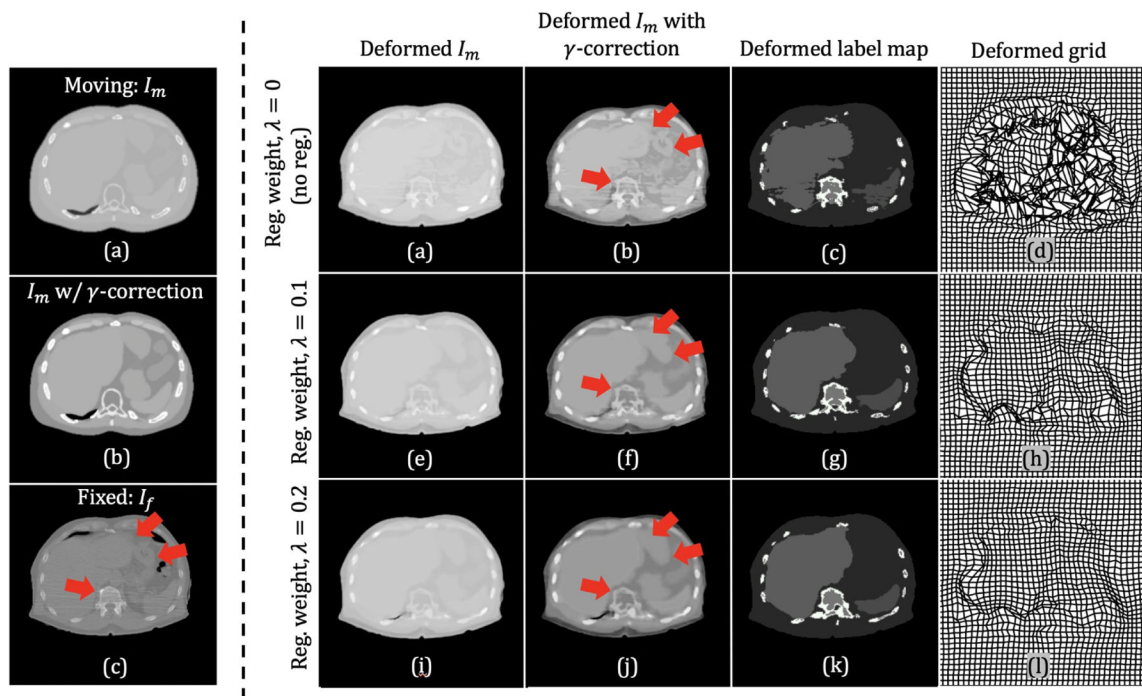 Moving: I_m
(a)
I_m w/ γ-correction
(b)
Fixed: I_f
(c)
Deformed I_m
Deformed I_m with
γ-correction
Deformed label map
Deformed grid
Reg. weight, λ = 0
(no reg.)
(a)
(b)
(c)
(d)
Reg. weight, λ = 0.1
(e)
(f)
(g)
(h)
Reg. weight, λ = 0.2
(i)
(j)
(k)
(l)